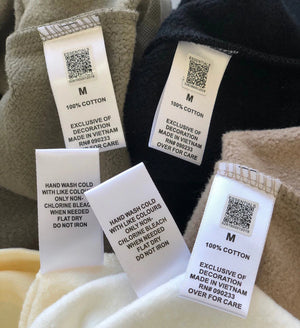 M
100% COTTON
EXCLUSIVE OF
DECORATION
MADE IN VIETNAM
RN# 090233
OVER FOR CARE
M
100% COTTON
EXCLUSIVE OF
DECORATION
MADE IN VIETNAM
RN# 090233
OVER FOR CARE
HAND WASH COLD
WITH LIKE COLOURS
ONLY NON-
CHLORINE BLEACH
WHEN NEEDED
FLAT DRY
DO NOT IRON
HAND WASH COLD
WITH LIKE COLOURS
ONLY NON-
CHLORINE BLEACH
WHEN NEEDED
FLAT DRY
DO NOT IRON
M
100% COTTON
EXCLUSIVE OF
DECORATION
MADE IN VIETNAM
RN# 090233
OVER FOR CARE